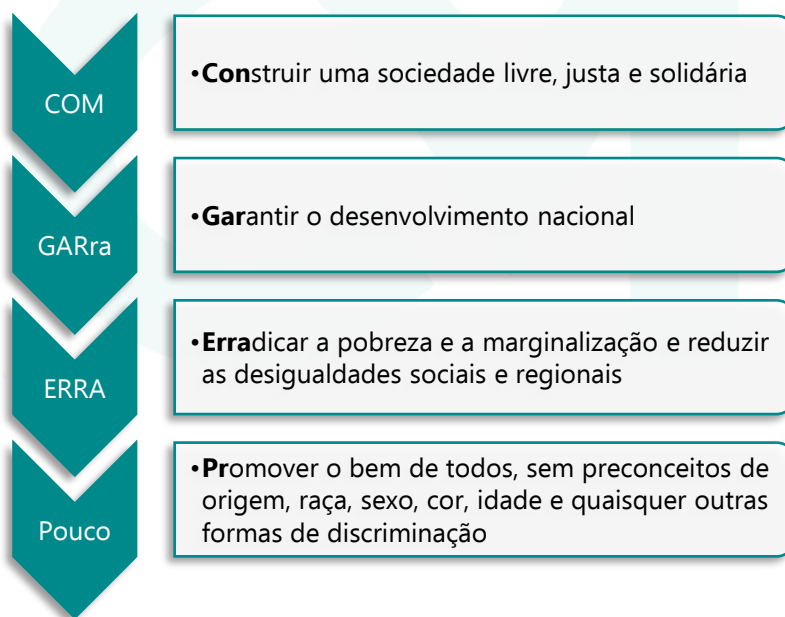 COM
•Construir uma sociedade livre, justa e solidária
GARra
•Garantir o desenvolvimento nacional
ERRA
•Erradicar a pobreza e a marginalização e reduzir
as desigualdades sociais e regionais
Pouco
•Promover o bem de todos, sem preconceitos de
origem, raça, sexo, cor, idade e quaisquer outras
formas de discriminação